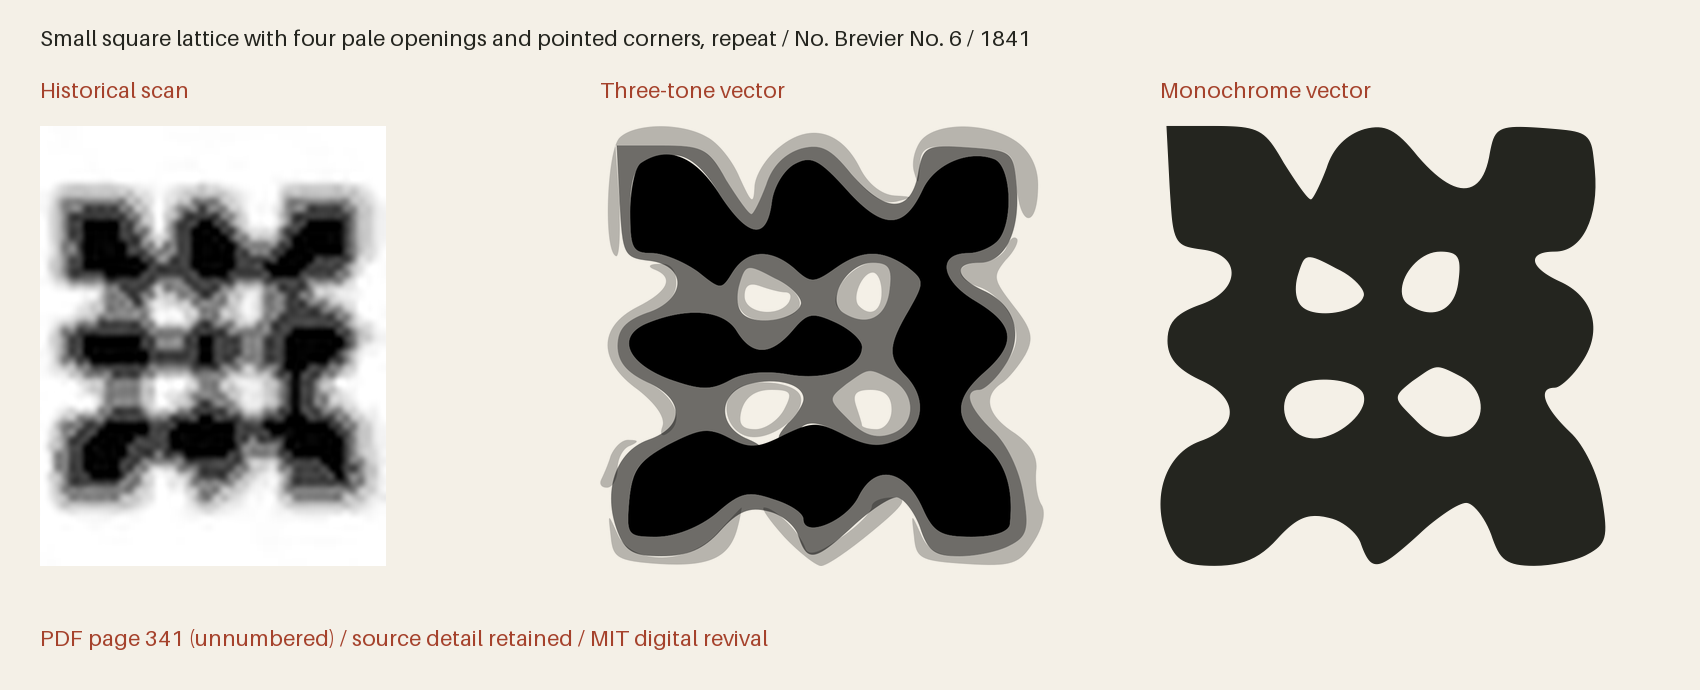 Small square lattice with four pale openings and pointed corners, repeat / No. Brevier No. 6 / 1841
Historical scan
Three-tone vector
Monochrome vector
PDF page 341 (unnumbered) / source detail retained / MIT digital revival